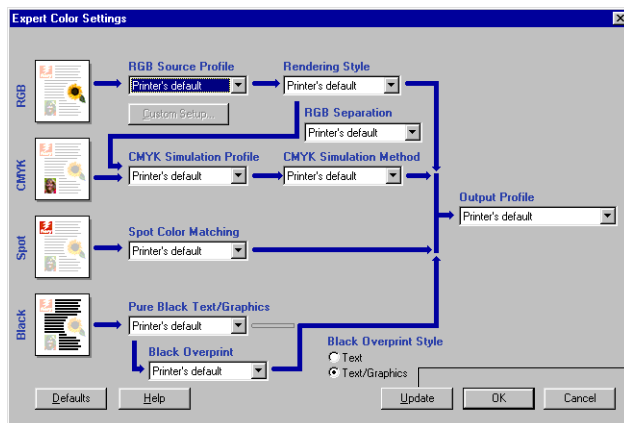 Expert Color Settings
RGB
RGB Source Profile
Printer's default
Custom Setup...
Rendering Style
Printer's default
RGB Separation
Printer's default
CMYK
CMYK Simulation Profile
Printer's default
CMYK Simulation Method
Printer's default
Output Profile
Printer's default
Spot
Spot Color Matching
Printer's default
Black
Pure Black Text/Graphics
Printer's default
Black Overprint
Printer's default
Black Overprint Style
Text
Text/Graphics
Defaults
Help
Update
OK
Cancel